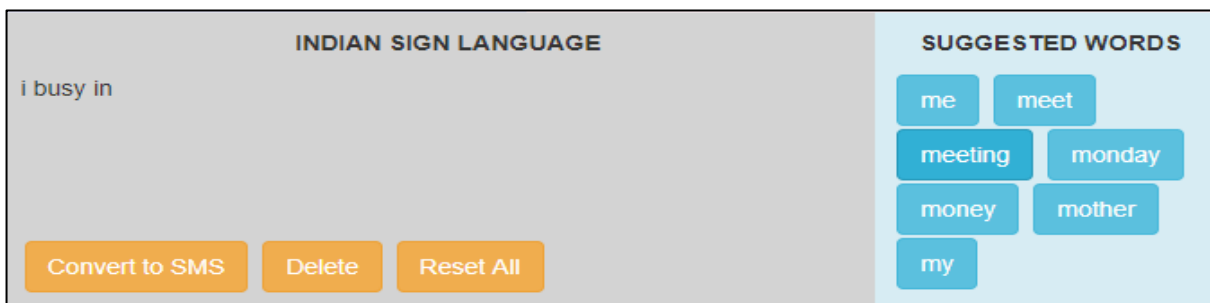 INDIAN SIGN LANGUAGE
i busy in
Convert to SMS Delete Reset All
SUGGESTED WORDS
me meet
meeting monday
money mother
my